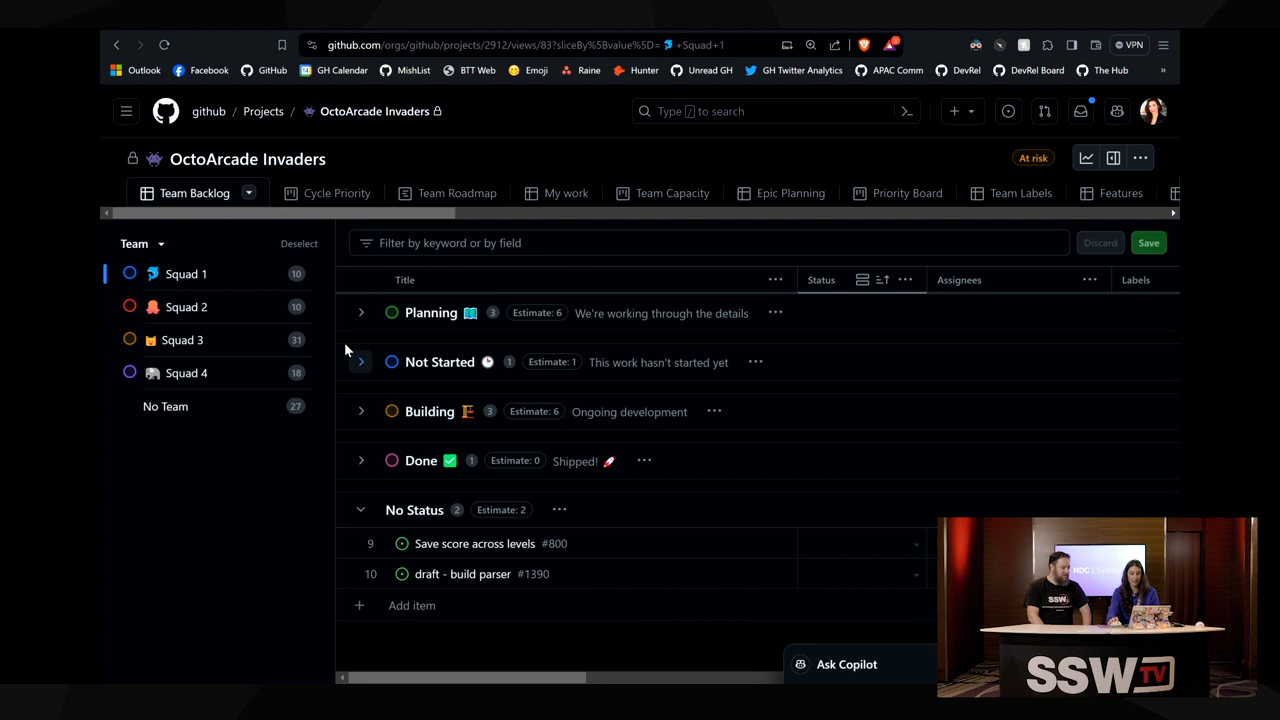 github.com/orgs/github/projects/2912/views/83?sliceBy%5Bvalue%5D= +Squad+1
VPN
Outlook Facebook GitHub GH Calendar MishList BTT Web Emoji Raine Hunter Unread GH GH Twitter Analytics APAC Comm DevRel DevRel Board The Hub »
github / Projects / OctoArcade Invaders
Type / to search
OctoArcade Invaders
At risk
Team Backlog Cycle Priority Team Roadmap My work Team Capacity Epic Planning Priority Board Team Labels Features
Team Deselect
Squad 1 10
Squad 2 10
Squad 3 31
Squad 4 18
No Team 27
Filter by keyword or by field
Discard Save
Title Status Assignees Labels
Planning 3 Estimate: 6 We're working through the details
Not Started 1 Estimate: 1 This work hasn't started yet
Building 3 Estimate: 6 Ongoing development
Done 1 Estimate: 0 Shipped!
No Status 2 Estimate: 2
9 Save score across levels #800
10 draft - build parser #1390
+ Add item
Ask Copilot
NDC { Sydney
SSW
SSW TV